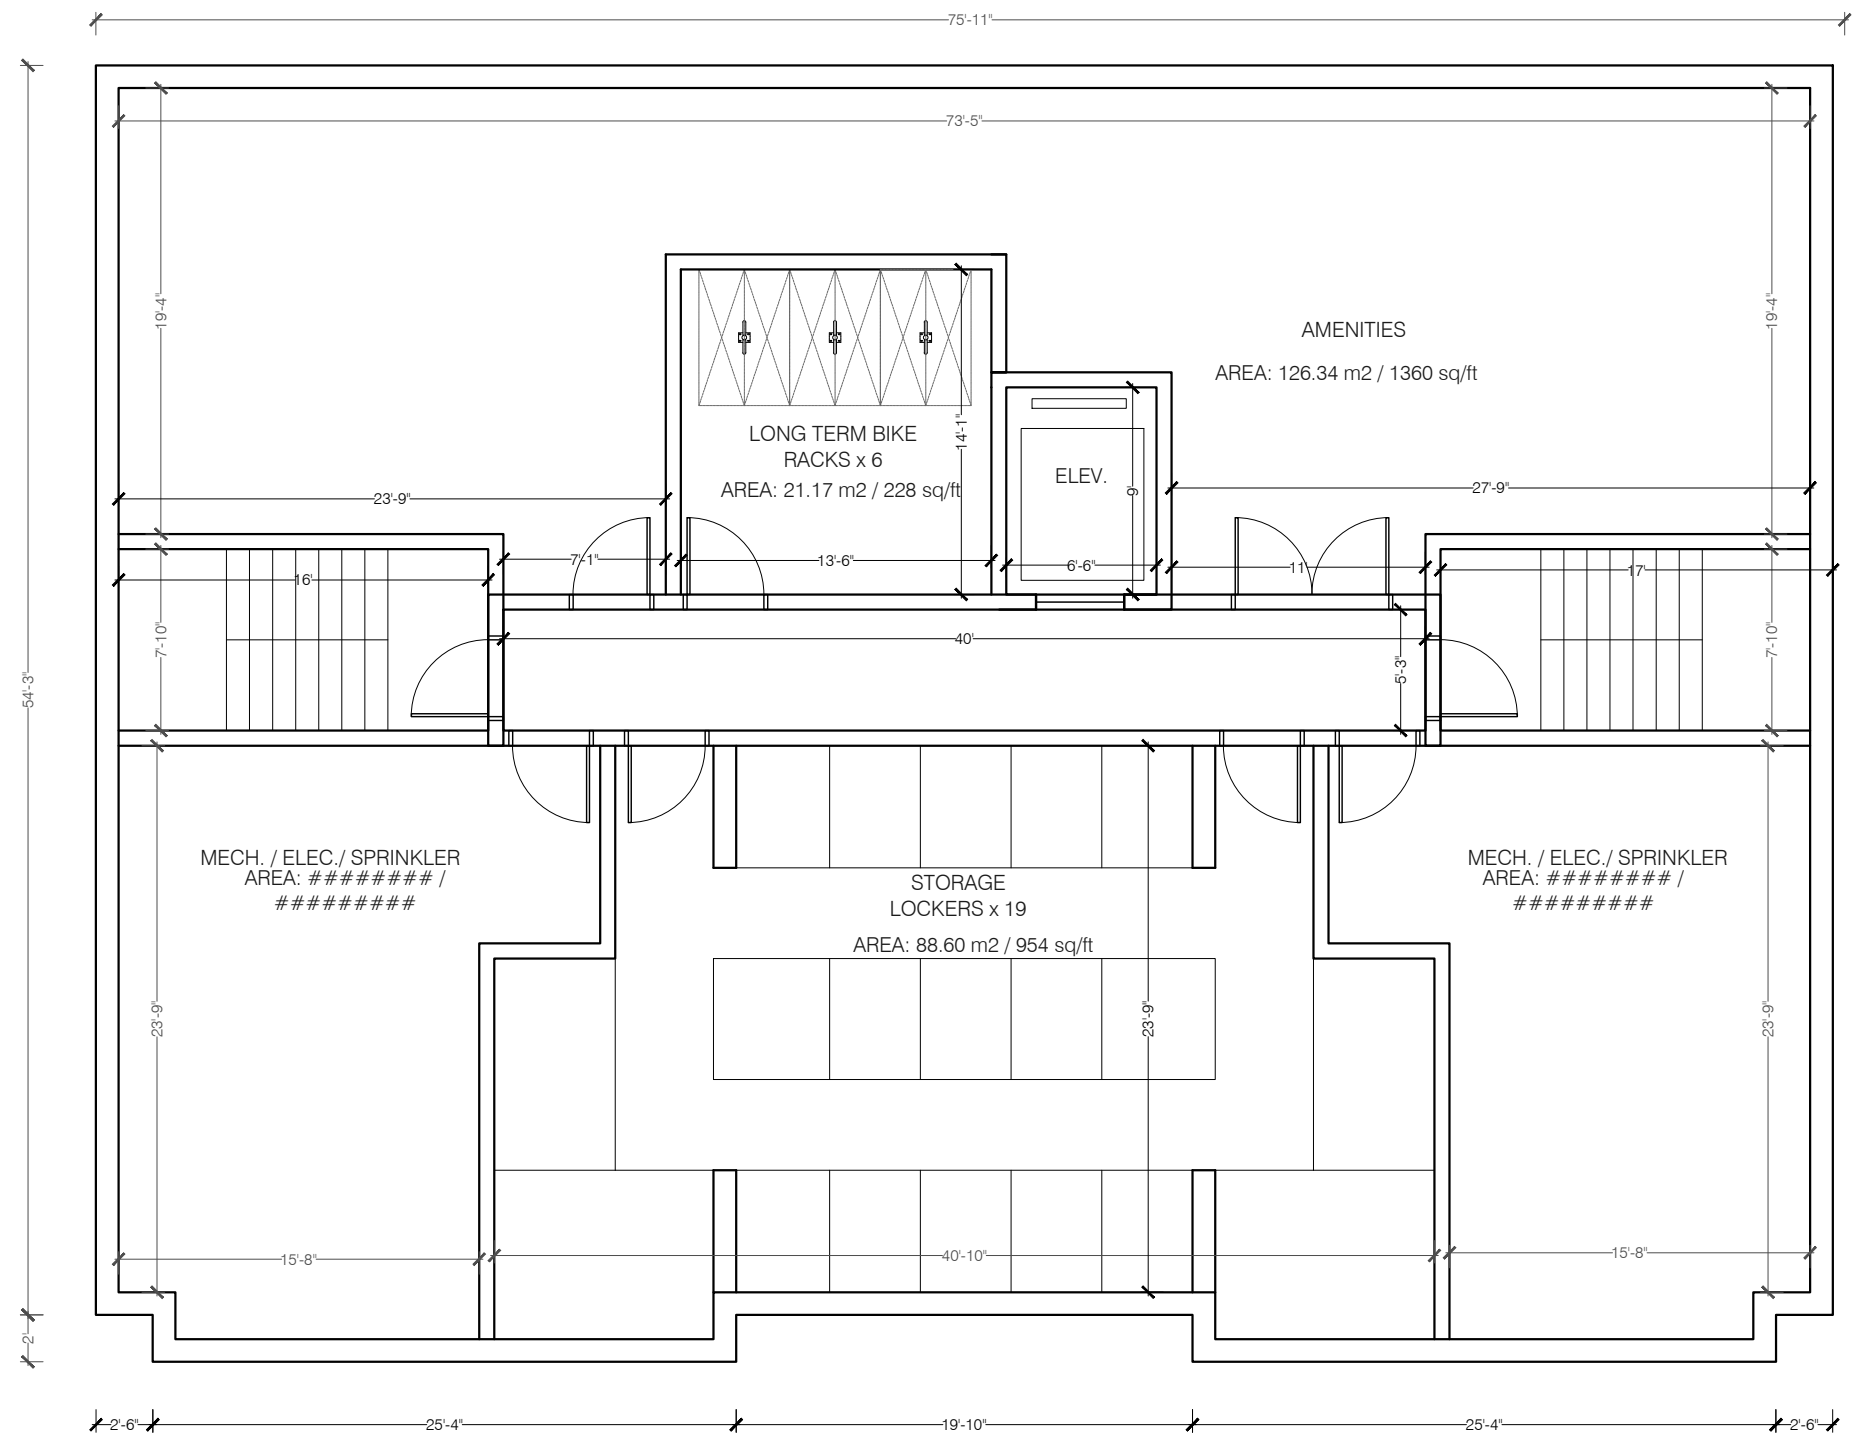 75'-11"
73'-5"
19'-4"
19'-4"
AMENITIES
AREA: 126.34 m2 / 1360 sq/ft
LONG TERM BIKE
RACKS x 6
AREA: 21.17 m2 / 228 sq/ft
14'-1"
ELEV.
9'
23'-9"
27'-9"
7'-1"
13'-6"
6'-6"
11'
16'
17'
7'-10"
40'
5'-3"
7'-10"
54'-3"
MECH. / ELEC./ SPRINKLER
AREA: ######## /
#########
STORAGE
LOCKERS x 19
AREA: 88.60 m2 / 954 sq/ft
MECH. / ELEC./ SPRINKLER
AREA: ######## /
#########
23'-9"
23'-9"
23'-9"
15'-8"
40'-10"
15'-8"
2'
2'-6"
25'-4"
19'-10"
25'-4"
2'-6"